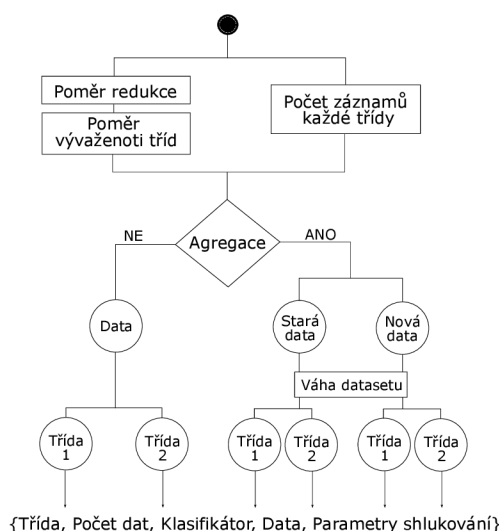 Poměr redukce
Poměr
vývaženoti tříd
Počet záznamů
každé třídy
NE
Agregace
ANO
Data
Stará
data
Nová
data
Váha datasetu
Třída
1
Třída
2
Třída
1
Třída
2
Třída
1
Třída
2
{Třída, Počet dat, Klasifikátor, Data, Parametry shlukování}